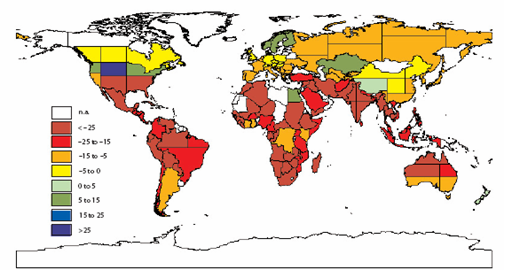 n.a.
< −25
−25 to −15
−15 to −5
−5 to 0
0 to 5
5 to 15
15 to 25
>25